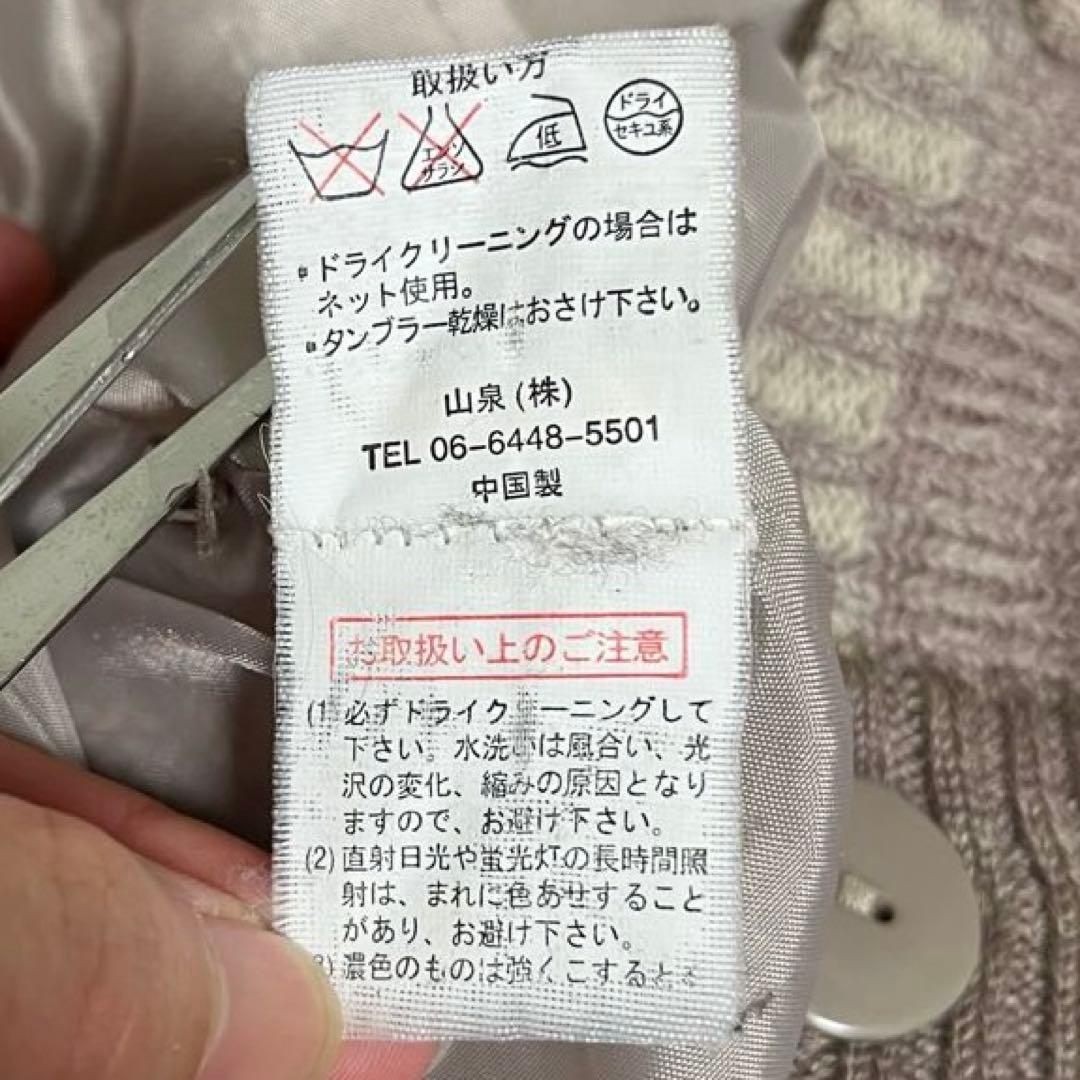 取扱い方
エンソ
サラシ
低
ドライ
セキユ系
ドライクリーニングの場合は
ネット使用。
タンブラー乾燥はおさけ下さい。
山泉(株)
TEL 06-6448-5501
中国製
お取扱い上のご注意
(1) 必ずドライクリーニングして
下さい。水洗いは風合い、光
沢の変化、縮みの原因となり
ますので、お避け下さい。
(2) 直射日光や蛍光灯の長時間照
射は、まれに色あせすること
があり、お避け下さい。
(3) 濃色のものは強くこすると